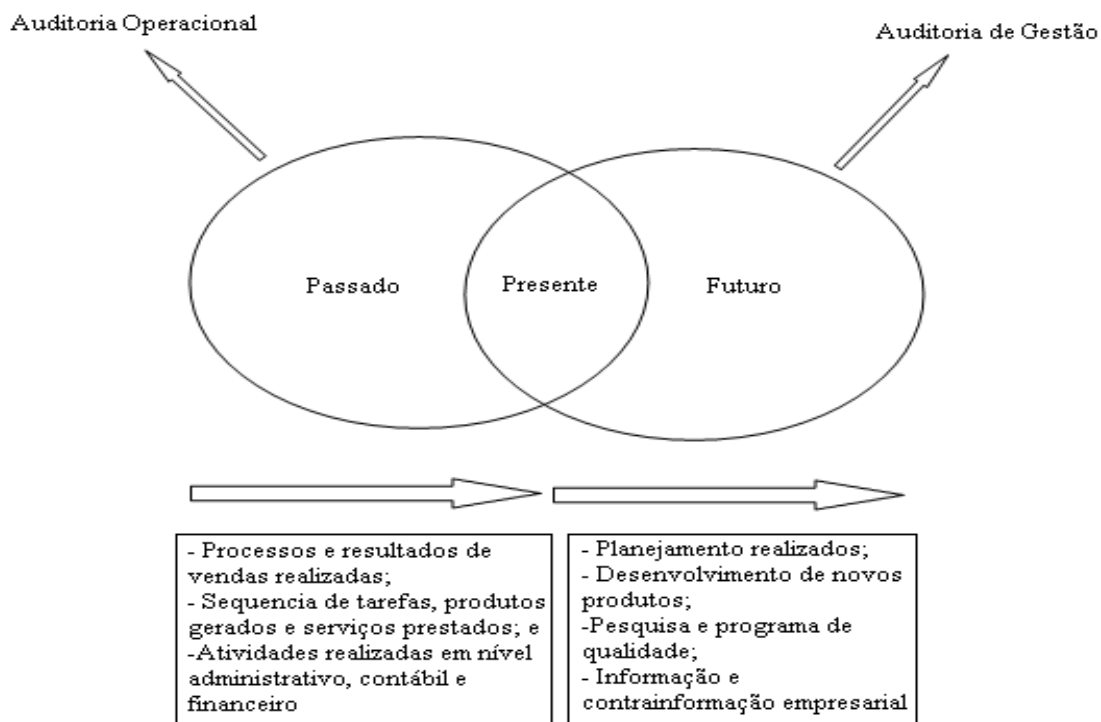 Auditoria Operacional
Auditoria de Gestão
Passado
Presente
Futuro
- Processos e resultados de
vendas realizadas;
- Sequencia de tarefas, produtos
gerados e serviços prestados; e
-Atividades realizadas em nível
administrativo, contábil e
financeiro
- Planejamento realizados;
- Desenvolvimento de novos
produtos;
-Pesquisa e programa de
qualidade;
- Informação e
contrainformação empresarial